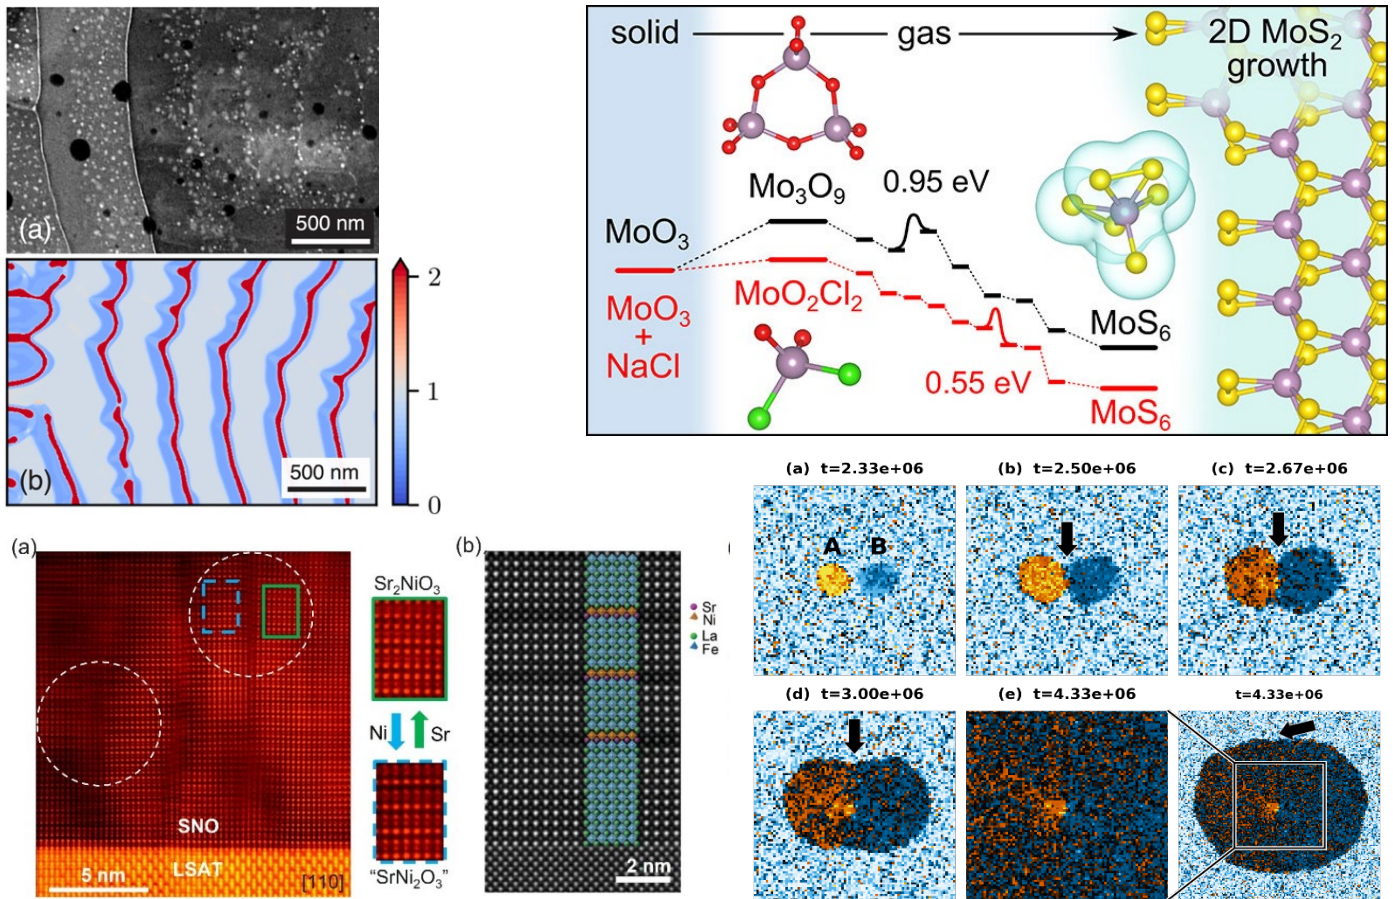 (a)
500 nm
(b)
500 nm
2
1
0
solid
gas
2D MoS₂
growth
Mo₃O₉
0.95 eV
MoO₃
MoO₃
+
NaCl
MoO₂Cl₂
0.55 eV
MoS₆
MoS₆
(a)
SNO
LSAT
5 nm
[110]
Sr₂NiO₃
Ni
Sr
“SrNi₂O₃”
(b)
Sr
Ni
La
Fe
2 nm
(a) t=2.33e+06
A B
(b) t=2.50e+06
(c) t=2.67e+06
(d) t=3.00e+06
(e) t=4.33e+06
t=4.33e+06